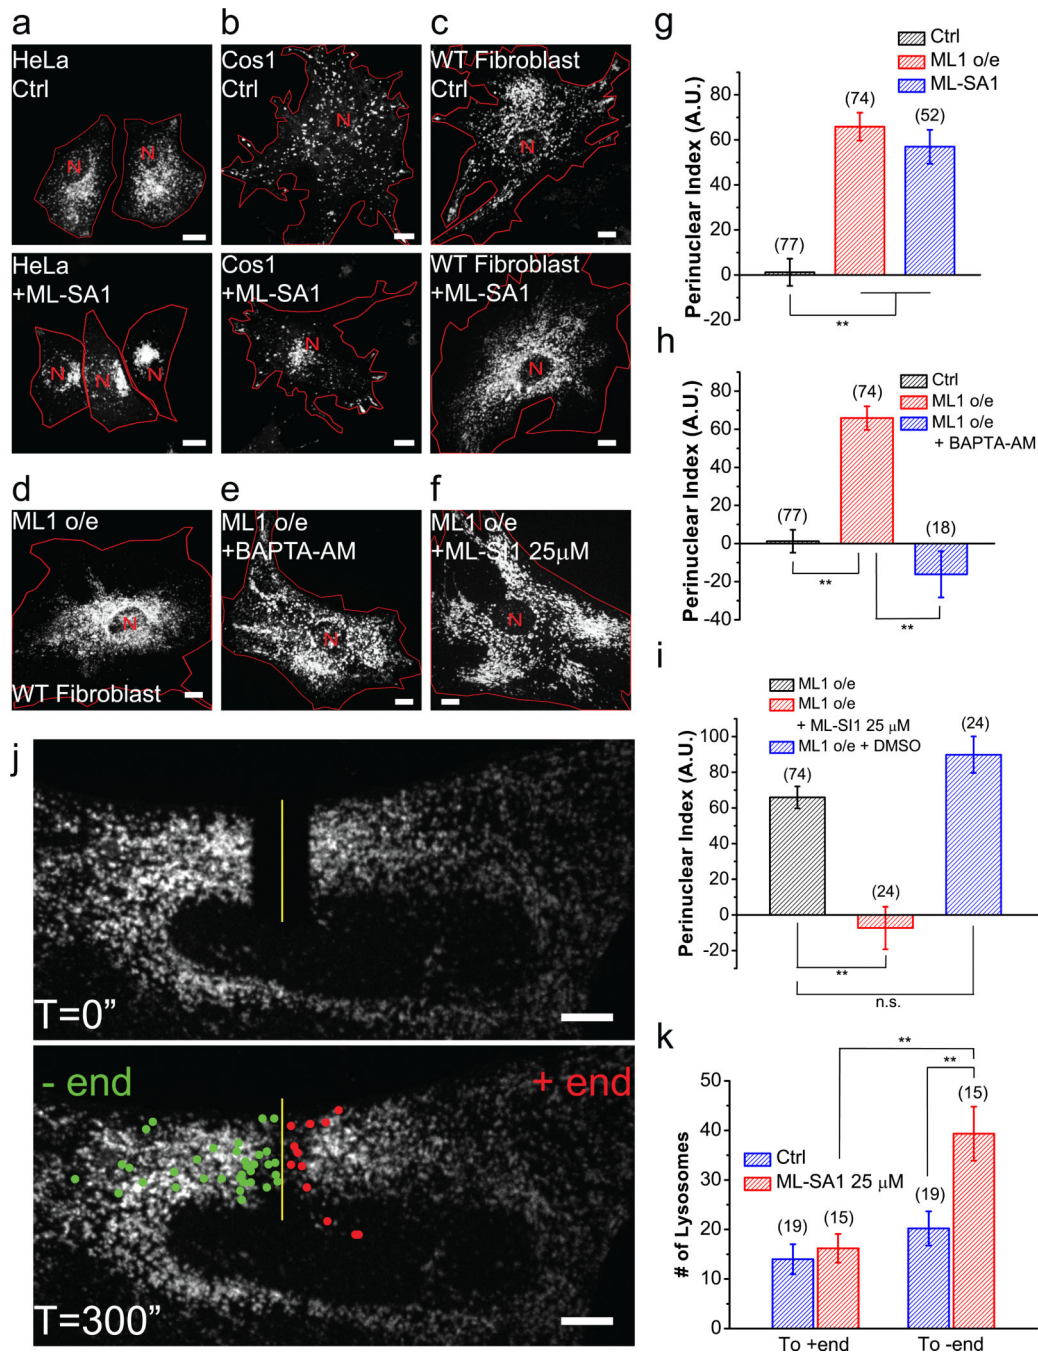 a
HeLa
Ctrl
N
N
b
Cos1
Ctrl
N
c
WT Fibroblast
Ctrl
N
HeLa
+ML-SA1
N
N
N
Cos1
+ML-SA1
N
WT Fibroblast
+ML-SA1
N
d
ML1 o/e
N
WT Fibroblast
e
ML1 o/e
+BAPTA-AM
N
f
ML1 o/e
+ML-SI1 25μM
N
g
Ctrl
ML1 o/e
ML-SA1
Perinuclear Index (A.U.)
80
60
40
20
0
-20
(77)
(74)
(52)
**
h
Ctrl
ML1 o/e
ML1 o/e
+ BAPTA-AM
Perinuclear Index (A.U.)
80
60
40
20
0
-20
-40
(77)
(74)
(18)
**
**
i
ML1 o/e
ML1 o/e
+ ML-SI1 25 μM
ML1 o/e + DMSO
Perinuclear Index (A.U.)
100
80
60
40
20
0
-20
(74)
(24)
(24)
**
n.s.
j
T=0”
- end
+ end
T=300”
k
Ctrl
ML-SA1 25 μM
# of Lysosomes
50
40
30
20
10
0
(19)
(15)
(19)
(15)
**
**
To +end
To -end